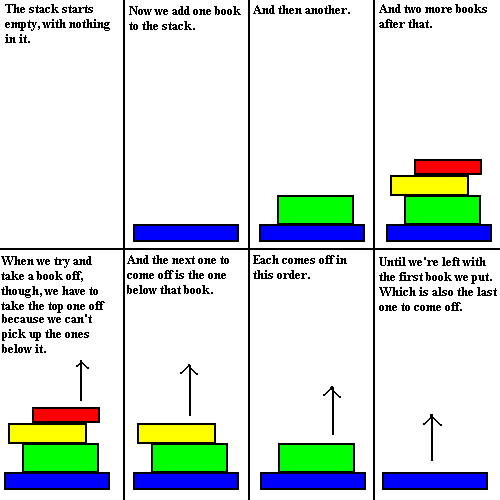 The stack starts
empty, with nothing
in it.
Now we add one book
to the stack.
And then another.
And two more books
after that.
When we try and
take a book off,
though, we have to
take the top one off
because we can't
pick up the ones
below it.
And the next one to
come off is the one
below that book.
Each comes off in
this order.
Until we're left with
the first book we put.
Which is also the last
one to come off.